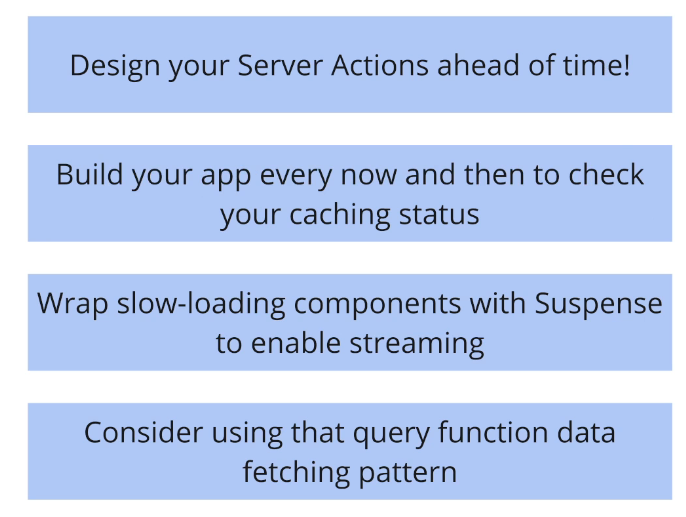 Design your Server Actions ahead of time!
Build your app every now and then to check
your caching status
Wrap slow-loading components with Suspense
to enable streaming
Consider using that query function data
fetching pattern